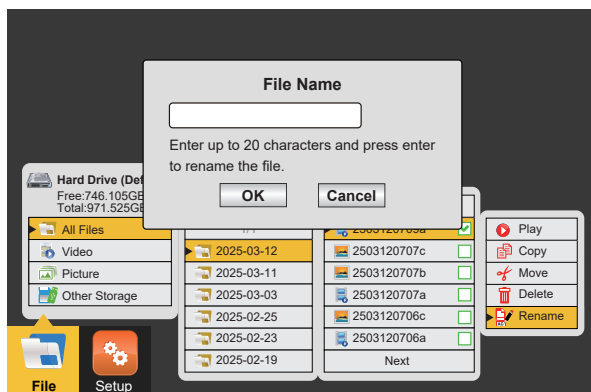 File Name
Enter up to 20 characters and press enter
to rename the file.
OK
Cancel
Hard Drive (Def
Free:746.105GB
Total:971.525GB
All Files
Video
Picture
Other Storage
1/1
2025-03-12
2025-03-11
2025-03-03
2025-02-25
2025-02-23
2025-02-19
2503120709a
2503120707c
2503120707b
2503120707a
2503120706c
2503120706a
Next
Play
Copy
Move
Delete
Rename
File
Setup